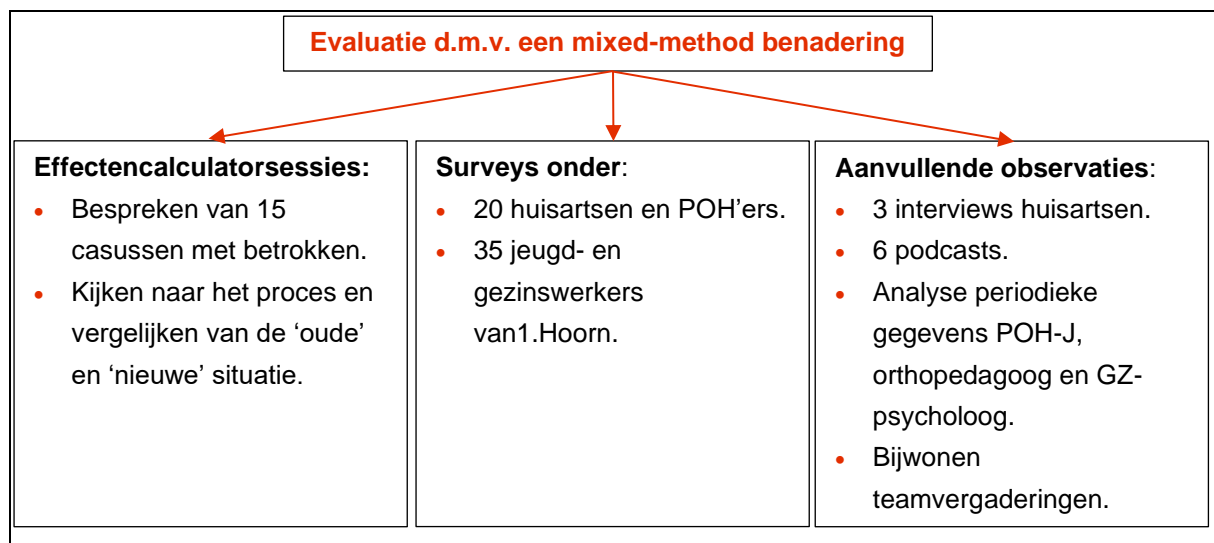 Evaluatie d.m.v. een mixed-method benadering
Effectencalculatorsessies:
• Bespreken van 15
casussen met betrokken.
• Kijken naar het proces en
vergelijken van de ‘oude’
en ‘nieuwe’ situatie.
Surveys onder:
• 20 huisartsen en POH’ers.
• 35 jeugd- en
gezinswerkers
van1.Hoorn.
Aanvullende observaties:
• 3 interviews huisartsen.
• 6 podcasts.
• Analyse periodieke
gegevens POH-J,
orthopedagoog en GZ-
psycholoog.
• Bijwonen
teamvergaderingen.